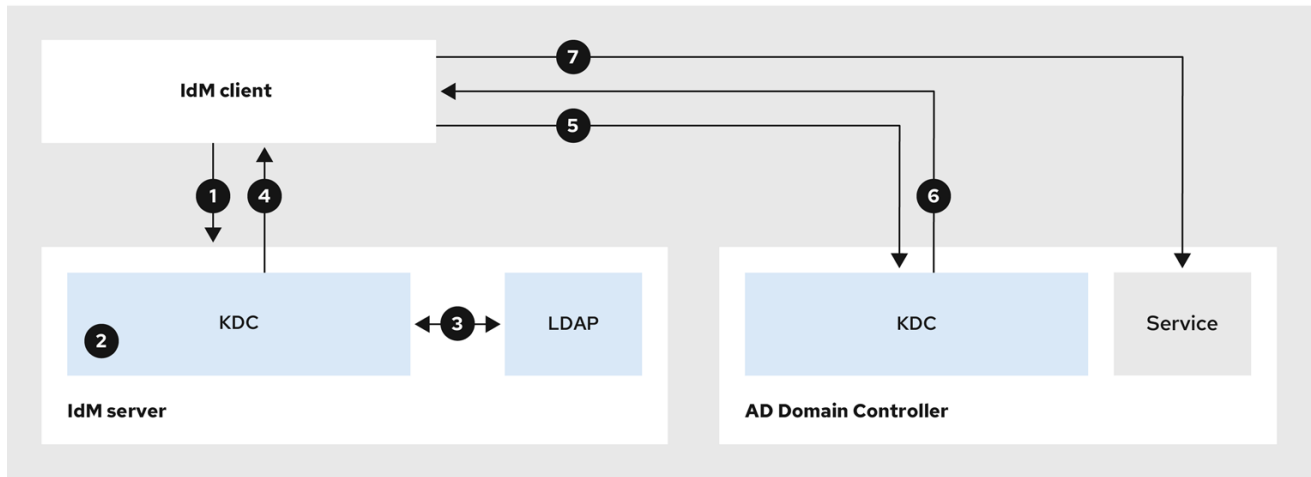 7
IdM client
5
1
4
6
KDC
3
LDAP
KDC
Service
2
IdM server
AD Domain Controller